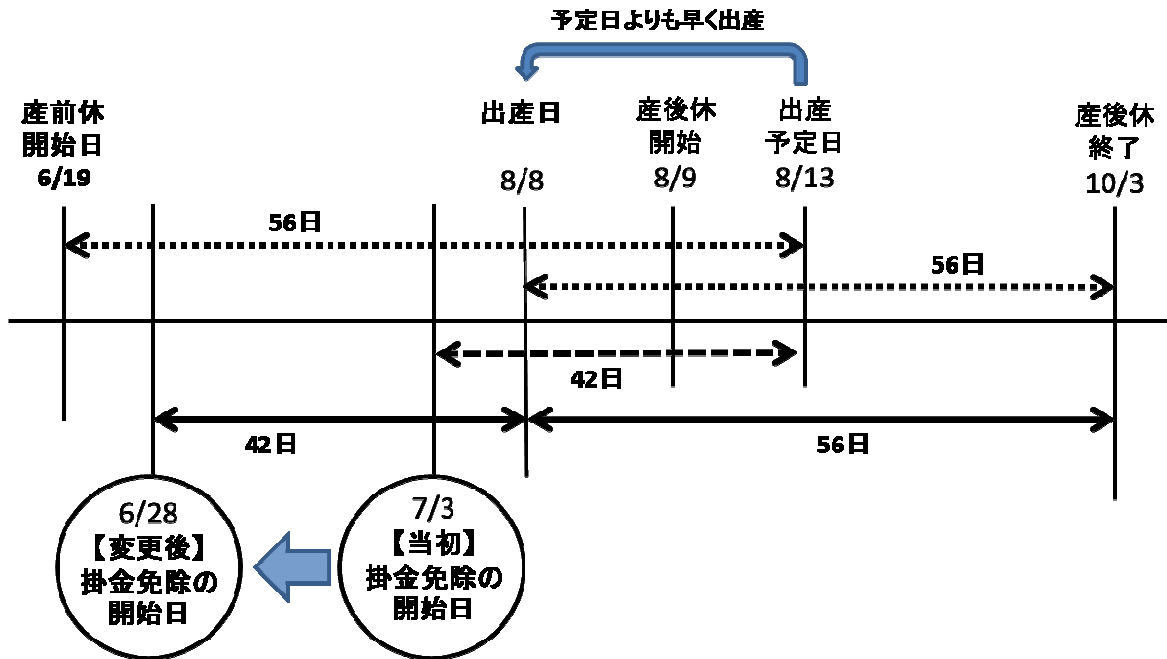 予定日よりも早く出産
産前休
開始日
6/19
出産日
8/8
産後休
開始
8/9
出産
予定日
8/13
産後休
終了
10/3
56日
56日
42日
42日
56日
6/28
【変更後】
掛金免除の
開始日
7/3
【当初】
掛金免除の
開始日